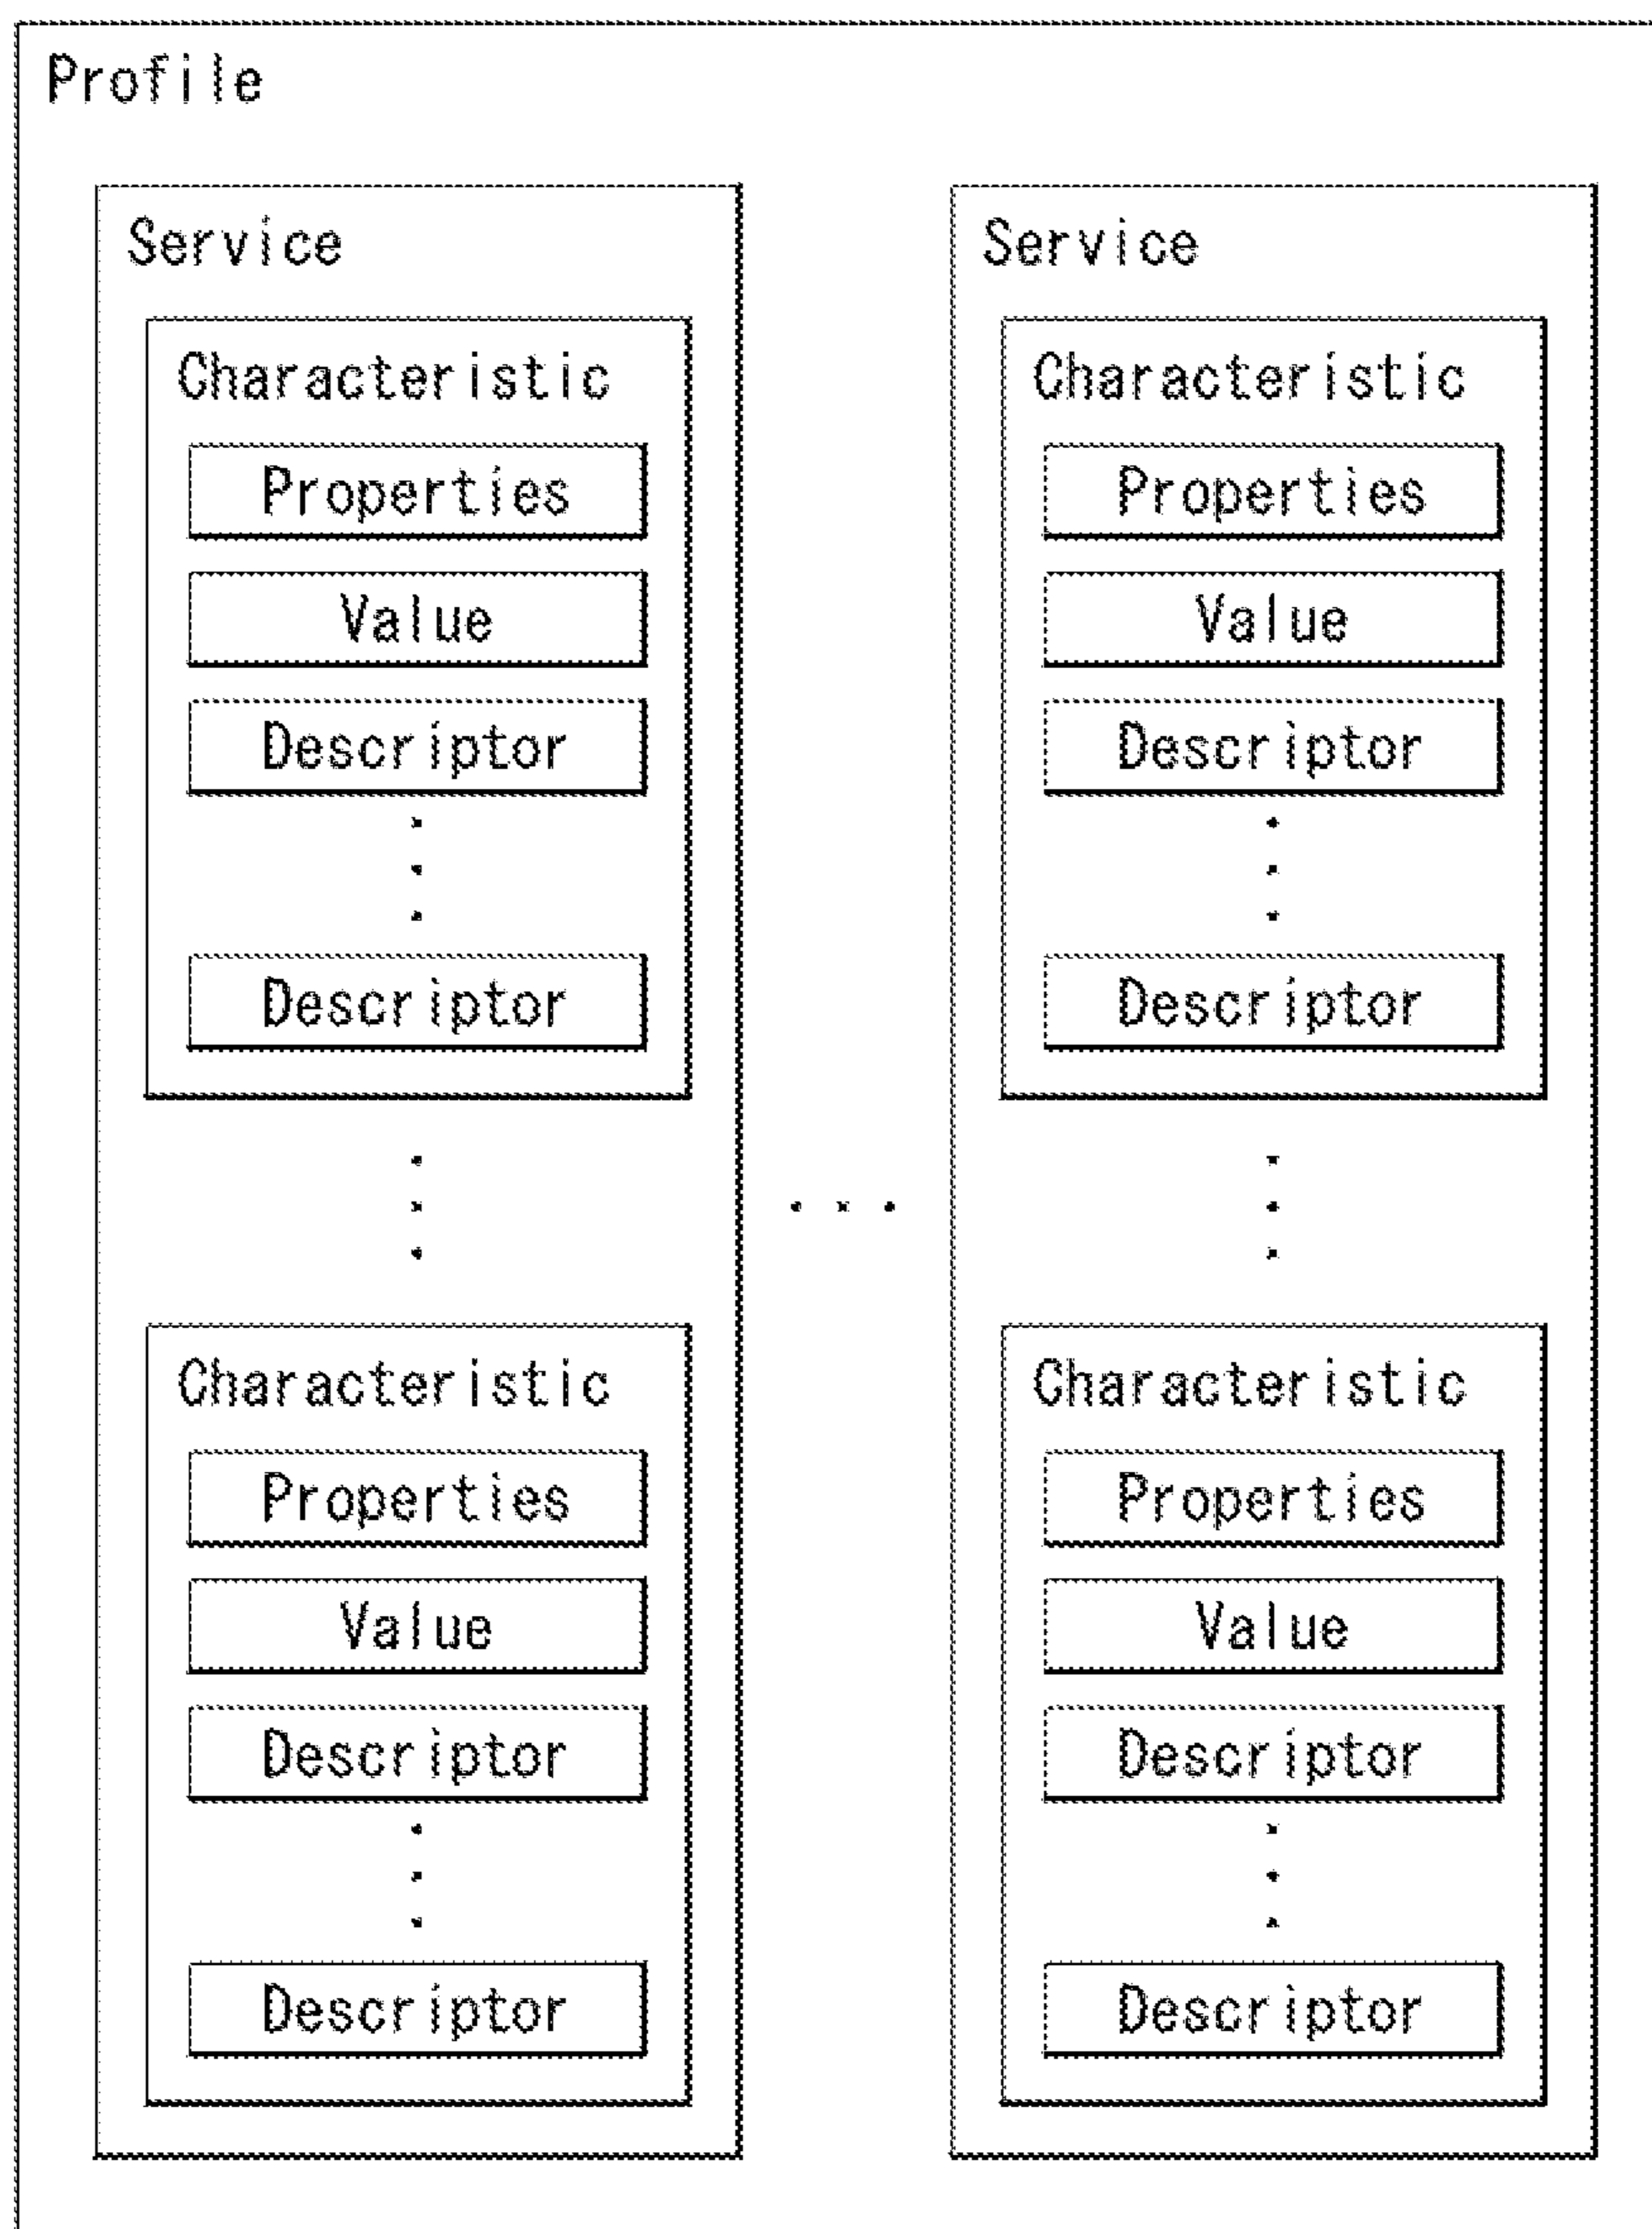 Profile
Service
Characteristic
Properties
Value
Descriptor
Descriptor
Characteristic
Properties
Value
Descriptor
Descriptor
Service
Characteristic
Properties
Value
Descriptor
Descriptor
Characteristic
Properties
Value
Descriptor
Descriptor